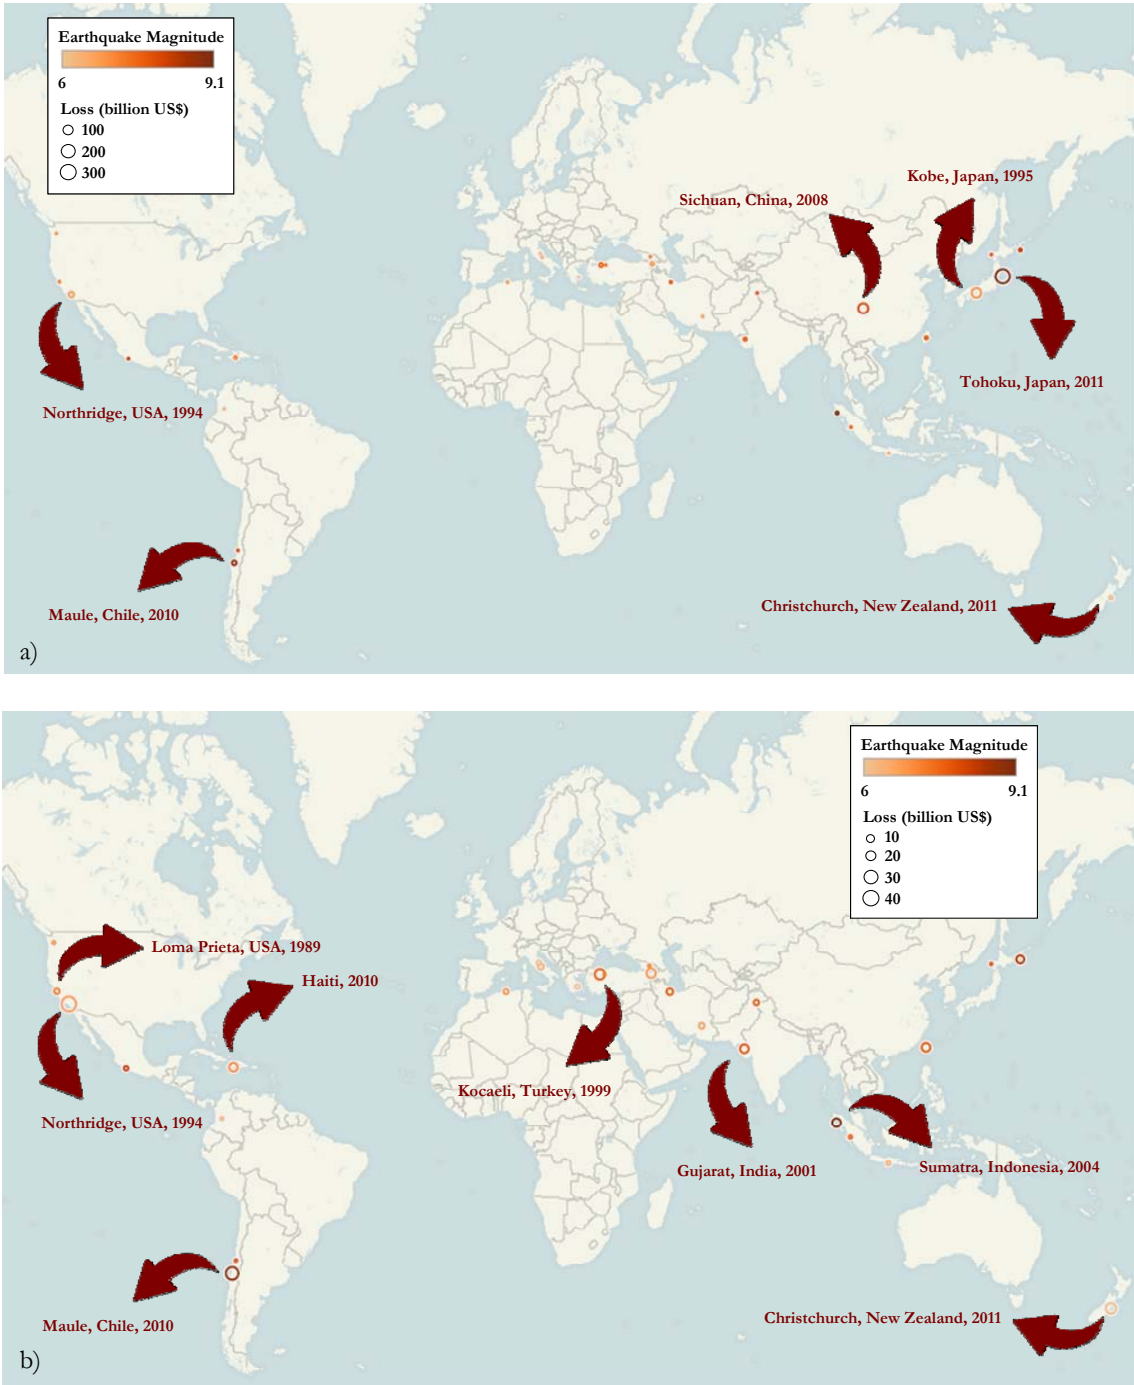 Earthquake Magnitude
6 9.1
Loss (billion US$)
100
200
300
Kobe, Japan, 1995
Sichuan, China, 2008
Tohoku, Japan, 2011
Northridge, USA, 1994
Christchurch, New Zealand, 2011
Maule, Chile, 2010
a)
Earthquake Magnitude
6 9.1
Loss (billion US$)
10
20
30
40
Loma Prieta, USA, 1989
Haiti, 2010
Kocaeli, Turkey, 1999
Northridge, USA, 1994
Gujarat, India, 2001
Sumatra, Indonesia, 2004
Christchurch, New Zealand, 2011
Maule, Chile, 2010
b)